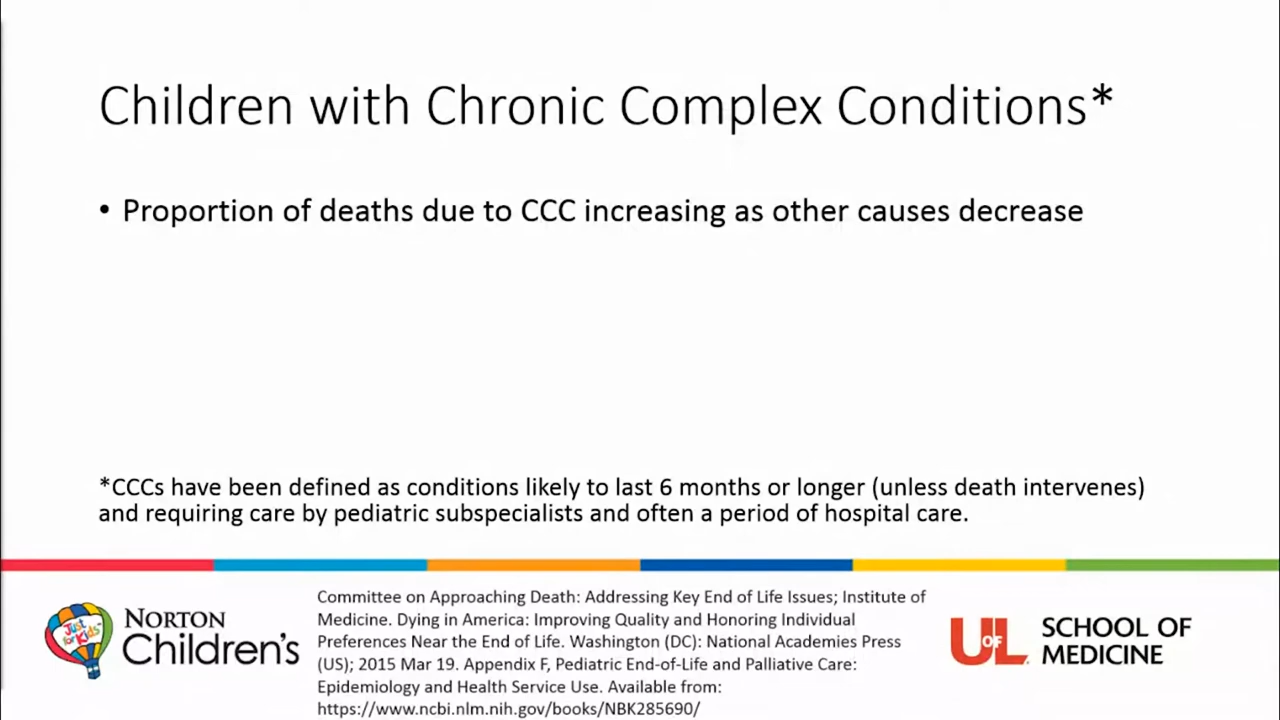 Children with Chronic Complex Conditions*
• Proportion of deaths due to CCC increasing as other causes decrease
*CCCs have been defined as conditions likely to last 6 months or longer (unless death intervenes)
and requiring care by pediatric subspecialists and often a period of hospital care.
Just for Kids
NORTON
Children's
Committee on Approaching Death: Addressing Key End of Life Issues; Institute of
Medicine. Dying in America: Improving Quality and Honoring Individual
Preferences Near the End of Life. Washington (DC): National Academies Press
(US); 2015 Mar 19. Appendix F, Pediatric End-of-Life and Palliative Care:
Epidemiology and Health Service Use. Available from:
https://www.ncbi.nlm.nih.gov/books/NBK285690/
UOFL
SCHOOL OF
MEDICINE